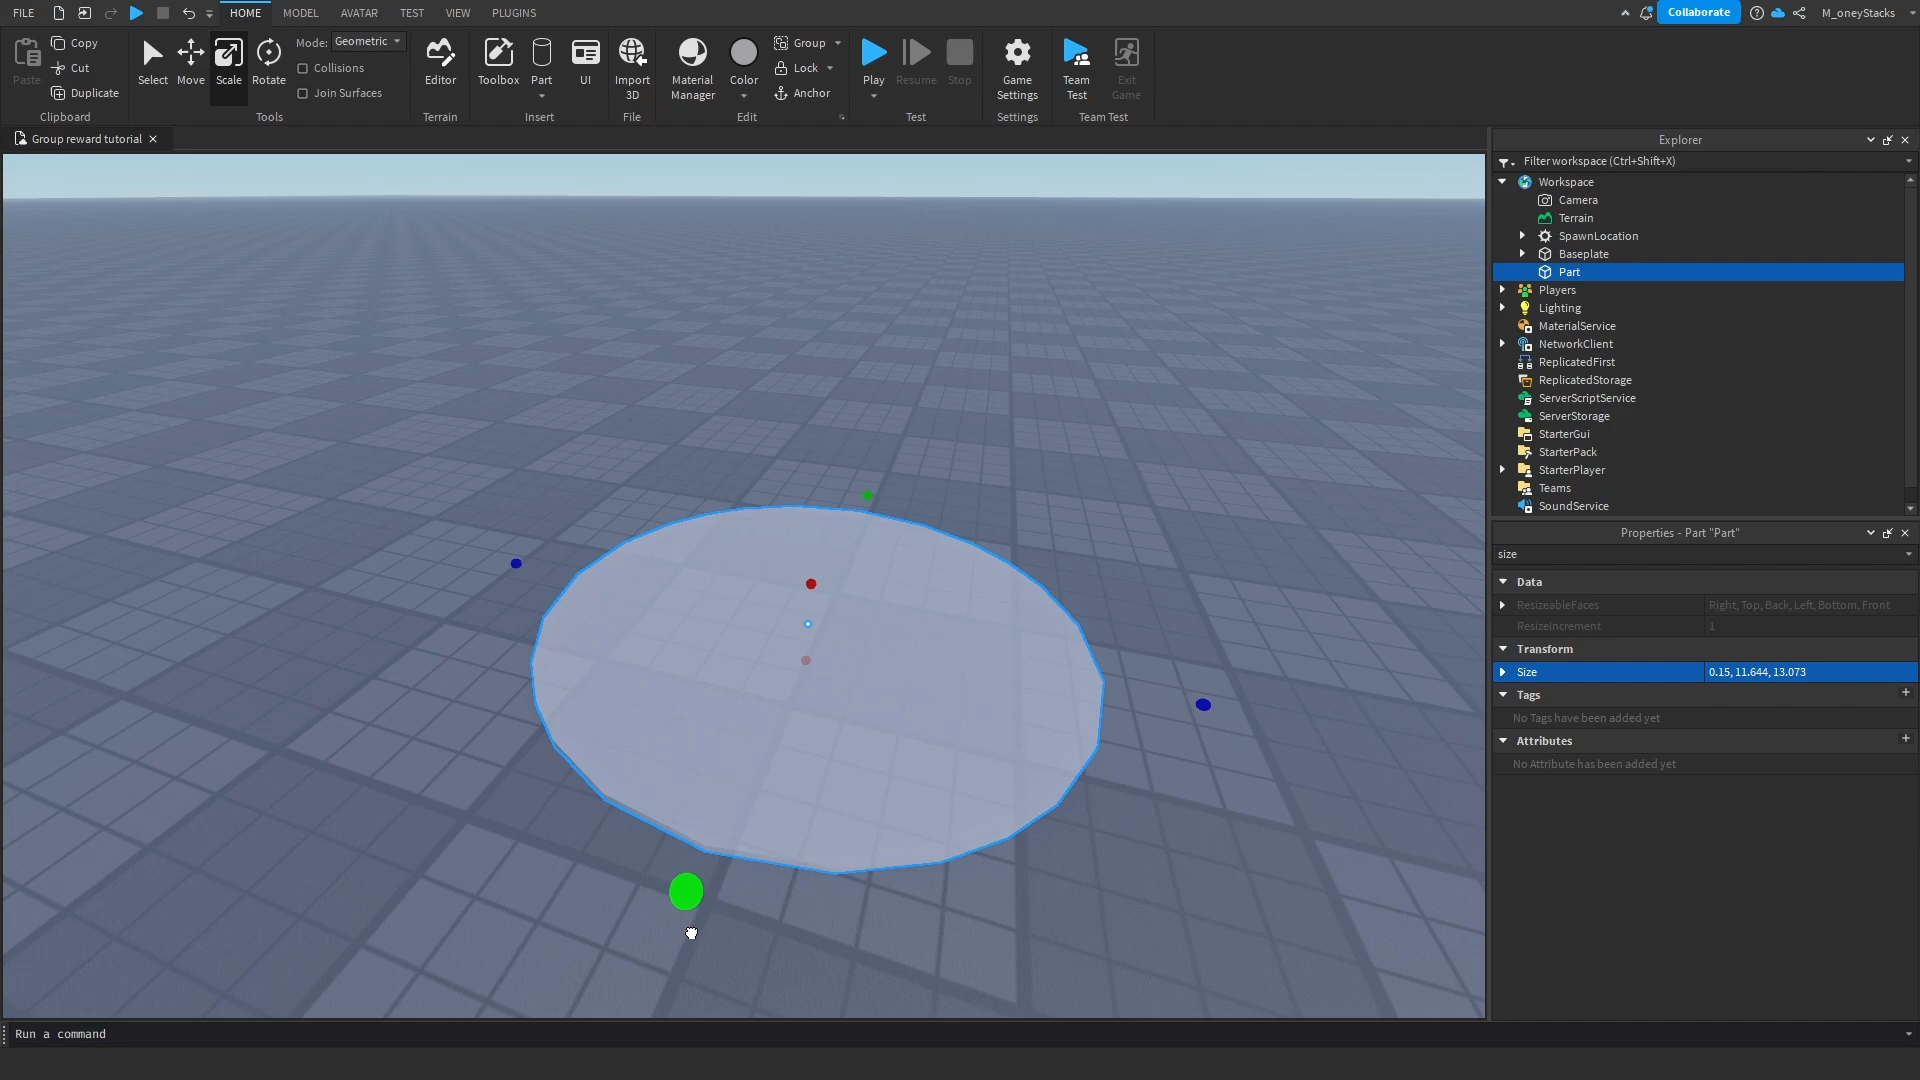 FILE HOME MODEL AVATAR TEST VIEW PLUGINS Collaborate M_oneyStacks
Paste Copy Cut Duplicate Clipboard
Select Move Scale Rotate Mode: Geometric Collisions Join Surfaces Tools
Editor Terrain
Toolbox Part UI Insert
Import 3D File
Material Manager Color Group Lock Anchor Edit
Play Resume Stop Test
Game Settings Settings
Team Test Exit Game Team Test
Group reward tutorial
Explorer
Filter workspace (Ctrl+Shift+X)
Workspace
Camera
Terrain
SpawnLocation
Baseplate
Part
Players
Lighting
MaterialService
NetworkClient
ReplicatedFirst
ReplicatedStorage
ServerScriptService
ServerStorage
StarterGui
StarterPack
StarterPlayer
Teams
SoundService
Properties - Part "Part"
size
Data
ResizeableFaces Right, Top, Back, Left, Bottom, Front
ResizeIncrement 1
Transform
Size 0.15, 11.644, 13.073
Tags
No Tags have been added yet
Attributes
No Attribute has been added yet
Run a command